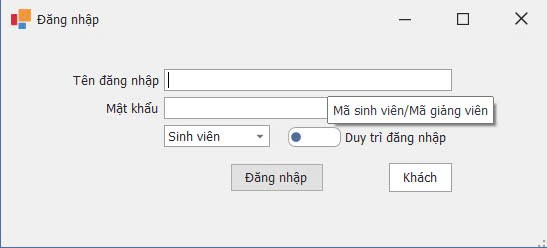 Đăng nhập
Tên đăng nhập
Mật khẩu
Mã sinh viên/Mã giảng viên
Sinh viên
Duy trì đăng nhập
Đăng nhập
Khách